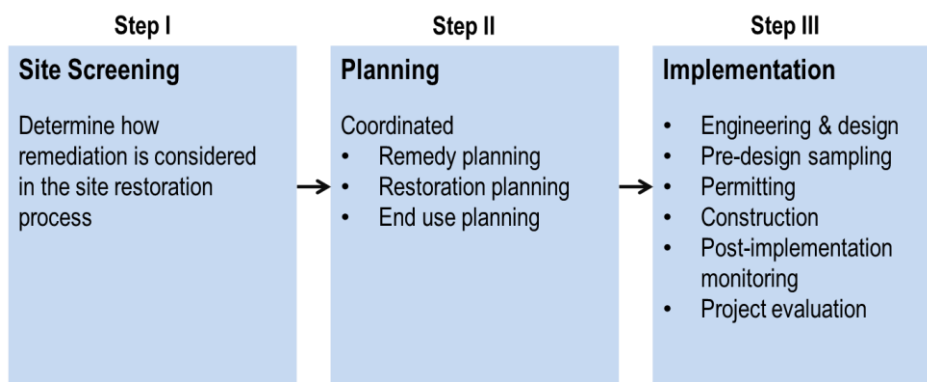 Step I
Site Screening
Determine how
remediation is considered
in the site restoration
process
Step II
Planning
Coordinated
• Remedy planning
• Restoration planning
• End use planning
Step III
Implementation
• Engineering & design
• Pre-design sampling
• Permitting
• Construction
• Post-implementation
monitoring
• Project evaluation